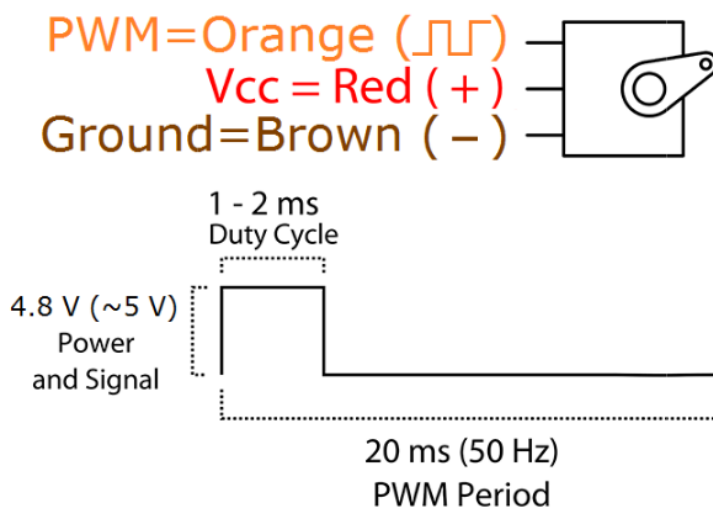 PWM=Orange (⎍⎍)
Vcc = Red ( + )
Ground=Brown ( – )
1 - 2 ms
Duty Cycle
4.8 V (~5 V)
Power
and Signal
20 ms (50 Hz)
PWM Period